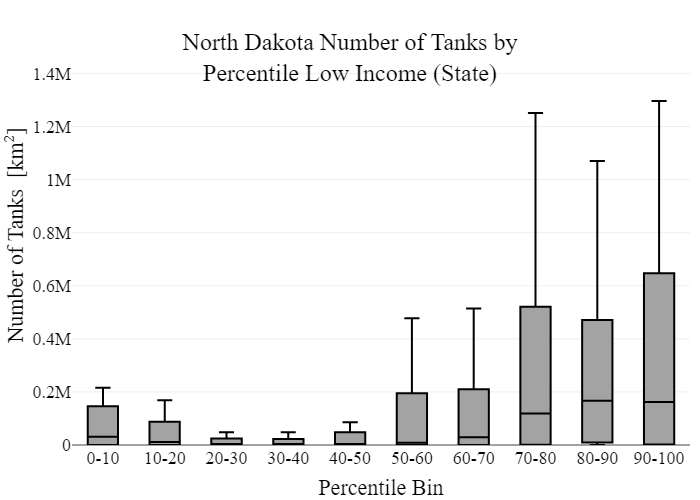 North Dakota Number of Tanks by
Percentile Low Income (State)
Number of Tanks [km²]
1.4M
1.2M
1M
0.8M
0.6M
0.4M
0.2M
0
0-10 10-20 20-30 30-40 40-50 50-60 60-70 70-80 80-90 90-100
Percentile Bin